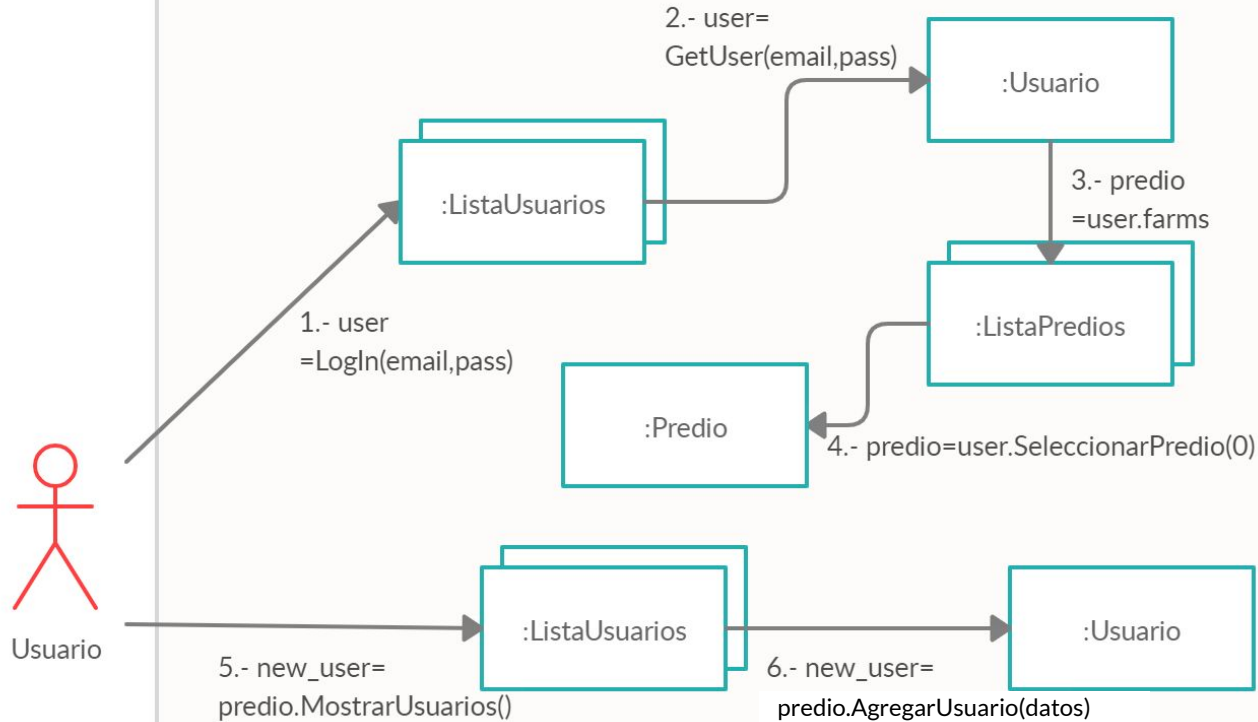 2.- user=
GetUser(email,pass)
:Usuario
:ListaUsuarios
3.- predio
=user.farms
1.- user
=LogIn(email,pass)
:ListaPredios
:Predio
4.- predio=user.SeleccionarPredio(0)
Usuario
:ListaUsuarios
:Usuario
5.- new_user=
predio.MostrarUsuarios()
6.- new_user=
predio.AgregarUsuario(datos)